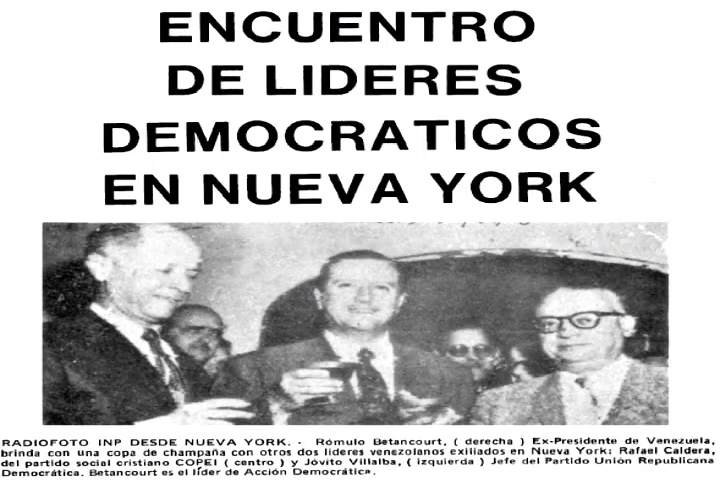 ENCUENTRO
DE LIDERES
DEMOCRATICOS
EN NUEVA YORK
RADIOFOTO INP DESDE NUEVA YORK. - Rómulo Betancourt, ( derecha ) Ex-Presidente de Venezuela,
brinda con una copa de champaña con otros dos líderes venezolanos exiliados en Nueva York: Rafael Caldera,
del partido social cristiano COPEI ( centro ) y Jóvito Villalba, ( izquierda ) Jefe del Partido Unión Republicana
Democrática. Betancourt es el líder de Acción Democrática.